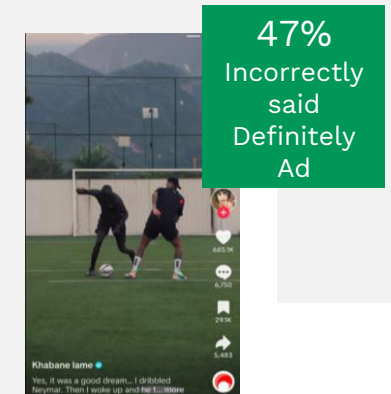 47%
Incorrectly
said
Definitely
Ad
685.1K
6,750
29.1K
5,463
Khabane lame
Yes, it was a good dream... I dribbled
Neymar. Then I woke up and he t... more